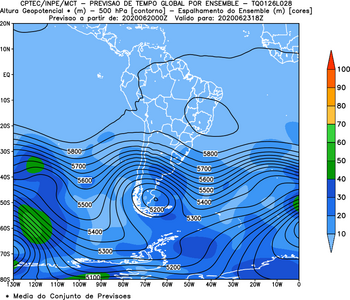 CPTEC/INPE/MCT - PREVISAO DE TEMPO GLOBAL POR ENSEMBLE - TQ0126L028
Altura Geopotencial * (m) - 500 hPa [contorno] - Espalhamento do Ensemble (m) [cores]
Previsao a partir de: 2020062000Z Valido para: 2020062318Z
20N
10N
EQ
10S
20S
30S
40S
50S
60S
70S
80S
130W 120W 110W 100W 90W 80W 70W 60W 50W 40W 30W 20W 10W 0
5800
5700
5600
5500
5400
5300
5200
5100
5800
5700
5600
5500
5400
5300
5200
5200
100
90
80
70
60
50
40
30
20
10
* Media do Conjunto de Previsoes